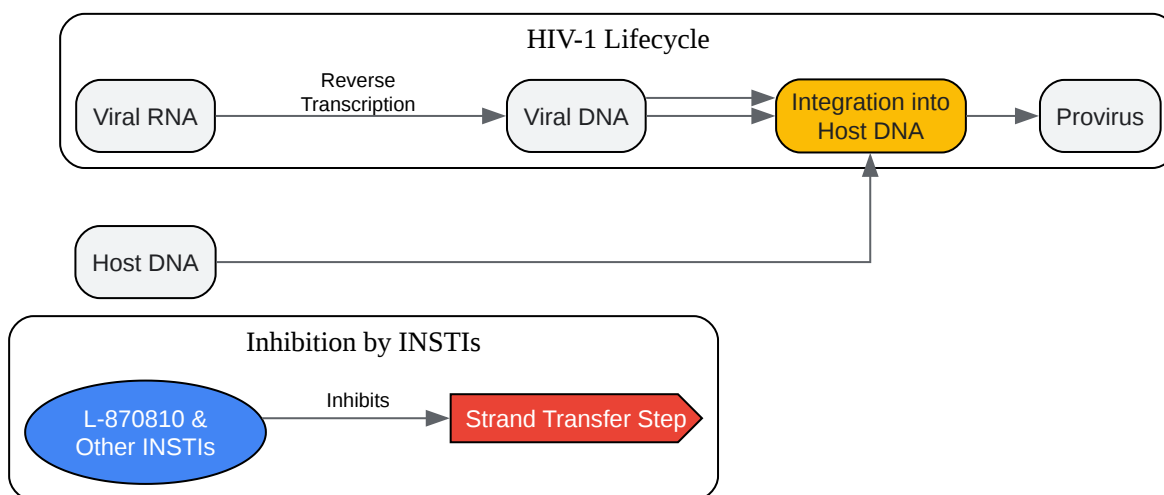 HIV-1 Lifecycle
Viral RNA
Reverse
Transcription
Viral DNA
Integration into
Host DNA
Provirus
Host DNA
Inhibition by INSTIs
L-870810 &
Other INSTIs
Inhibits
Strand Transfer Step